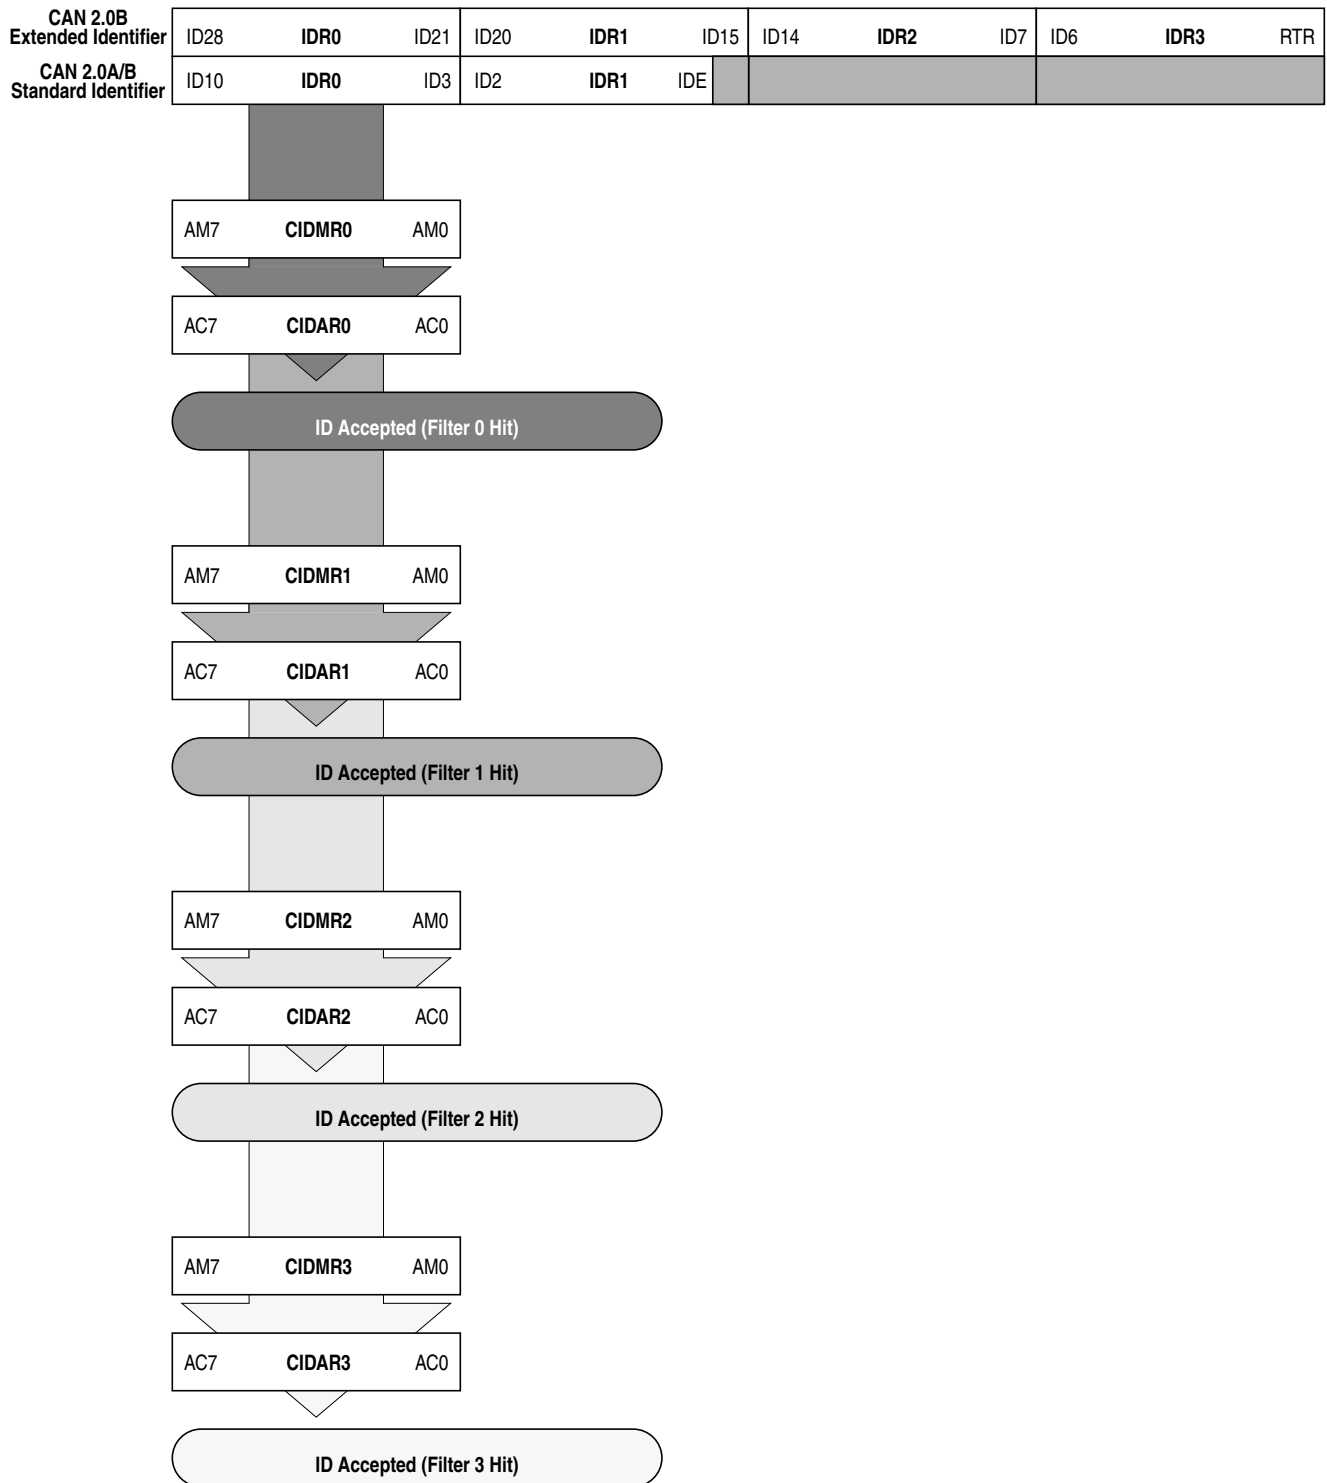 CAN 2.0B
Extended Identifier ID28 IDR0 ID21 ID20 IDR1 ID15 ID14 IDR2 ID7 ID6 IDR3 RTR
CAN 2.0A/B
Standard Identifier ID10 IDR0 ID3 ID2 IDR1 IDE
AM7 CIDMR0 AM0
AC7 CIDAR0 AC0
ID Accepted (Filter 0 Hit)
AM7 CIDMR1 AM0
AC7 CIDAR1 AC0
ID Accepted (Filter 1 Hit)
AM7 CIDMR2 AM0
AC7 CIDAR2 AC0
ID Accepted (Filter 2 Hit)
AM7 CIDMR3 AM0
AC7 CIDAR3 AC0
ID Accepted (Filter 3 Hit)